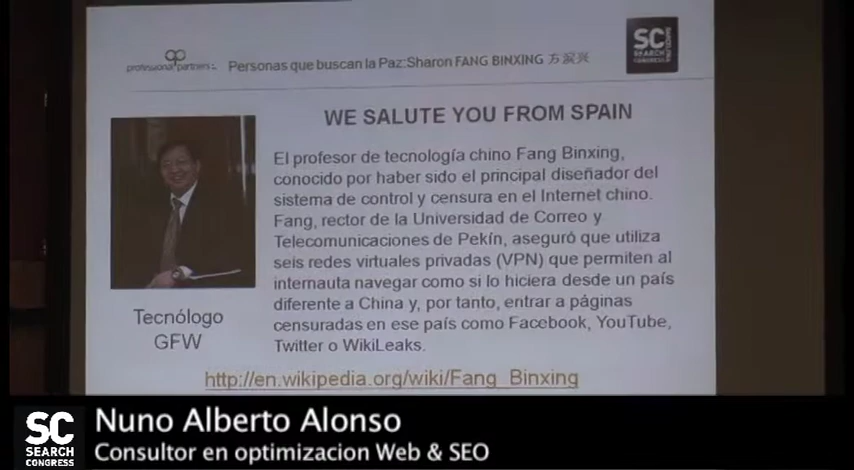 professional partners
Personas que buscan la Paz:Sharon FANG BINXING 方滨兴
SC
SEARCH
CONGRESS
WE SALUTE YOU FROM SPAIN
El profesor de tecnología chino Fang Binxing,
conocido por haber sido el principal diseñador del
sistema de control y censura en el Internet chino.
Fang, rector de la Universidad de Correo y
Telecomunicaciones de Pekín, aseguró que utiliza
seis redes virtuales privadas (VPN) que permiten al
internauta navegar como si lo hiciera desde un país
diferente a China y, por tanto, entrar a páginas
censuradas en ese país como Facebook, YouTube,
Twitter o WikiLeaks.
Tecnólogo
GFW
http://en.wikipedia.org/wiki/Fang_Binxing
SC
SEARCH
CONGRESS
Nuno Alberto Alonso
Consultor en optimizacion Web & SEO